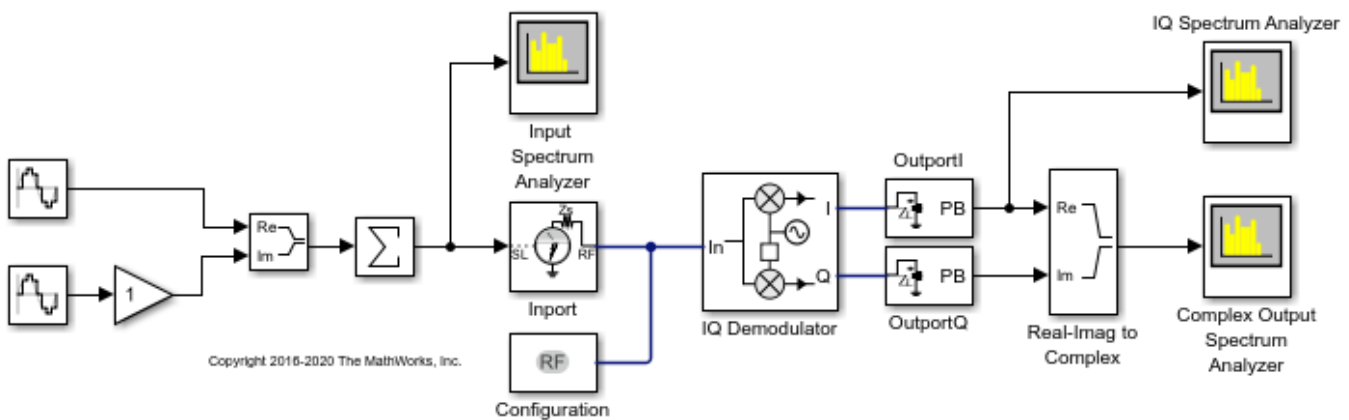 IQ Spectrum Analyzer
Input
Spectrum
Analyzer
OutportI
Re
Im
1
Zs
SL
RF
Inport
In
I
Q
IQ Demodulator
PB
PB
OutportQ
Re
Im
Real-Imag to
Complex
Complex Output
Spectrum
Analyzer
Copyright 2016-2020 The MathWorks, Inc.
RF
Configuration